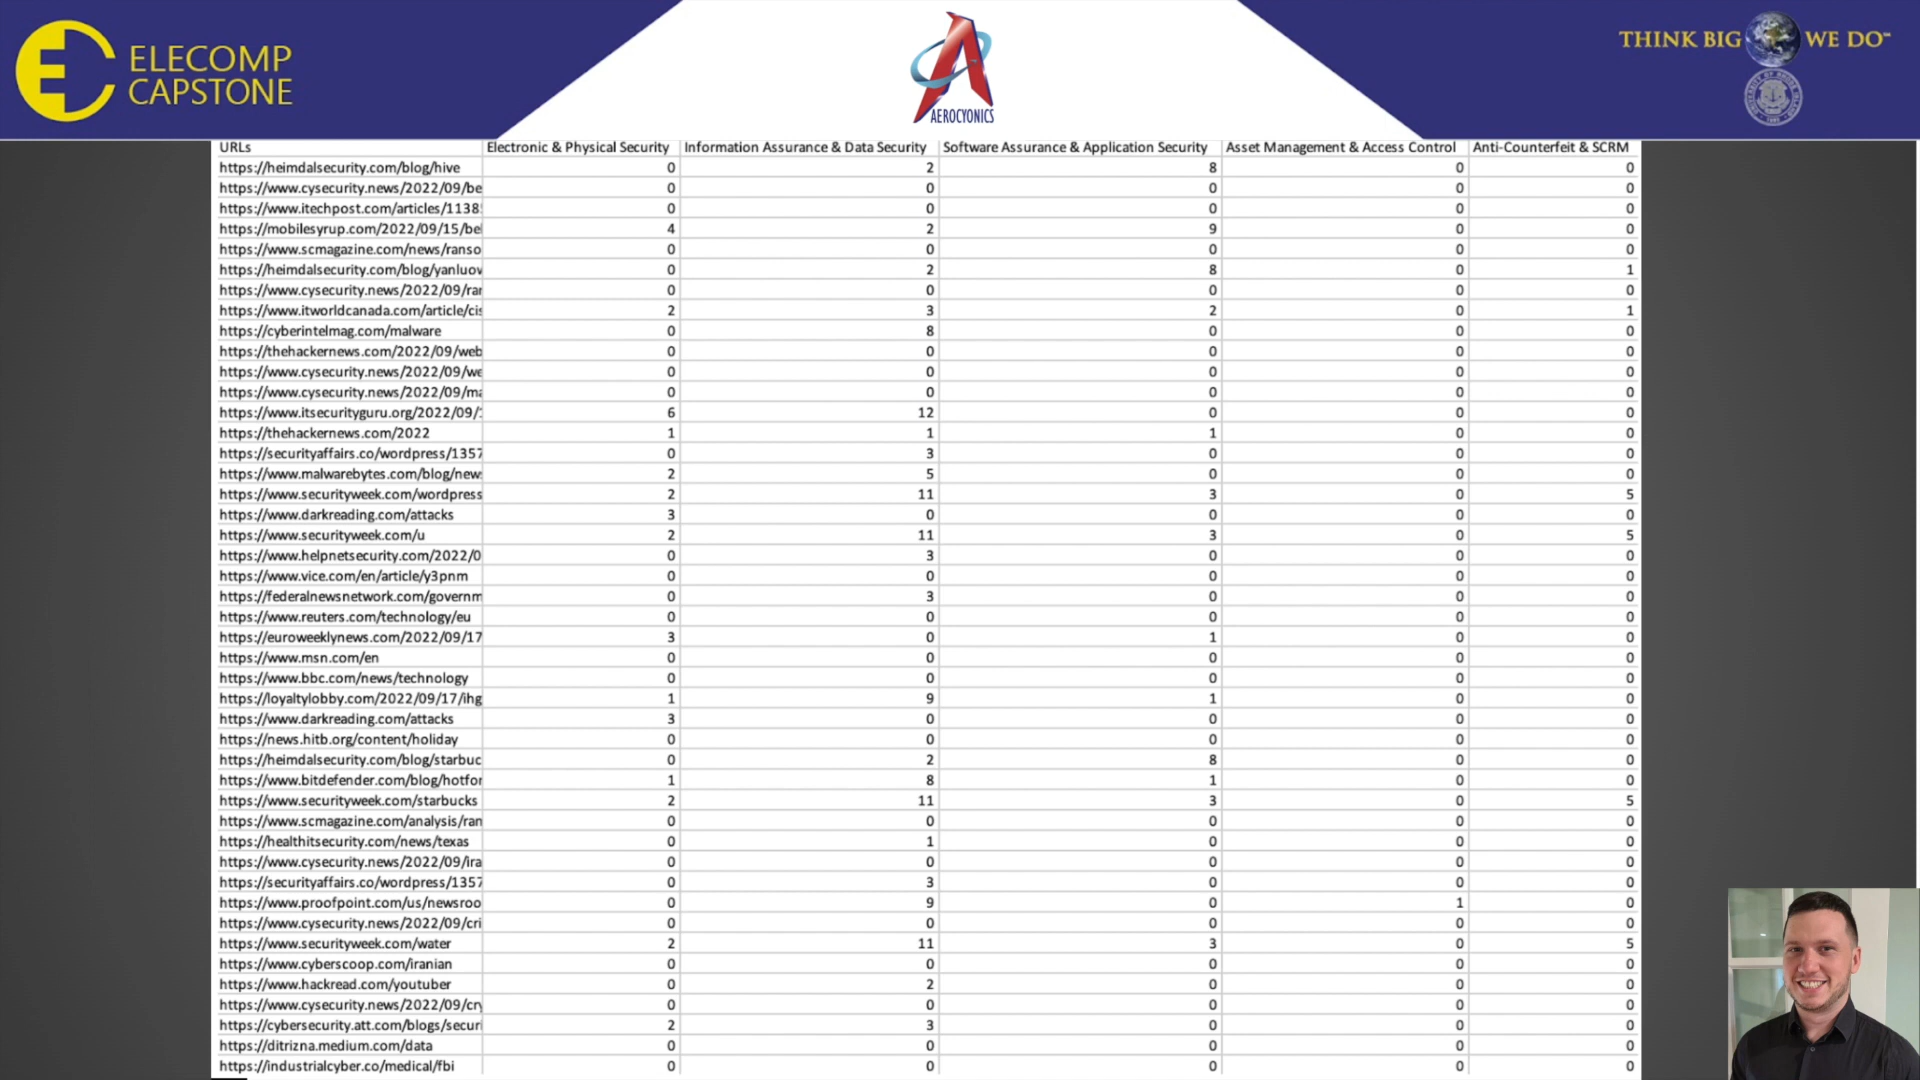 ELECOMP
CAPSTONE
AEROCYONICS
THINK BIG WE DO™
URLs Electronic & Physical Security Information Assurance & Data Security Software Assurance & Application Security Asset Management & Access Control Anti-Counterfeit & SCRM
https://heimdalsecurity.com/blog/hive 0 2 8 0 0
https://www.cysecurity.news/2022/09/be 0 0 0 0 0
https://www.itechpost.com/articles/1138 0 0 0 0 0
https://mobilesyrup.com/2022/09/15/be 4 2 9 0 0
https://www.scmagazine.com/news/ranso 0 0 0 0 0
https://heimdalsecurity.com/blog/yanluov 0 2 8 0 1
https://www.cysecurity.news/2022/09/rar 0 0 0 0 0
https://www.itworldcanada.com/article/cis 2 3 2 0 1
https://cyberintelmag.com/malware 0 8 0 0 0
https://thehackernews.com/2022/09/web 0 0 0 0 0
https://www.cysecurity.news/2022/09/we 0 0 0 0 0
https://www.cysecurity.news/2022/09/ma 0 0 0 0 0
https://www.itsecurityguru.org/2022/09/ 6 12 0 0 0
https://thehackernews.com/2022 1 1 1 0 0
https://securityaffairs.co/wordpress/1357 0 3 0 0 0
https://www.malwarebytes.com/blog/new 2 5 0 0 0
https://www.securityweek.com/wordpress 2 11 3 0 5
https://www.darkreading.com/attacks 3 0 0 0 0
https://www.securityweek.com/u 2 11 3 0 5
https://www.helpnetsecurity.com/2022/0 0 3 0 0 0
https://www.vice.com/en/article/y3pnm 0 0 0 0 0
https://federalnewsnetwork.com/governm 0 3 0 0 0
https://www.reuters.com/technology/eu 0 0 0 0 0
https://euroweeklynews.com/2022/09/17 3 0 1 0 0
https://www.msn.com/en 0 0 0 0 0
https://www.bbc.com/news/technology 0 0 0 0 0
https://loyaltylobby.com/2022/09/17/ihg 1 9 1 0 0
https://www.darkreading.com/attacks 3 0 0 0 0
https://news.hitb.org/content/holiday 0 0 0 0 0
https://heimdalsecurity.com/blog/starbuc 0 2 8 0 0
https://www.bitdefender.com/blog/hotfor 1 8 1 0 0
https://www.securityweek.com/starbucks 2 11 3 0 5
https://www.scmagazine.com/analysis/ran 0 0 0 0 0
https://healthitsecurity.com/news/texas 0 1 0 0 0
https://www.cysecurity.news/2022/09/ira 0 0 0 0 0
https://securityaffairs.co/wordpress/1357 0 3 0 0 0
https://www.proofpoint.com/us/newsroo 0 9 0 1 0
https://www.cysecurity.news/2022/09/cri 0 0 0 0 0
https://www.securityweek.com/water 2 11 3 0 5
https://www.cyberscoop.com/iranian 0 0 0 0 0
https://www.hackread.com/youtuber 0 2 0 0 0
https://www.cysecurity.news/2022/09/cry 0 0 0 0 0
https://cybersecurity.att.com/blogs/securi 2 3 0 0 0
https://ditrizna.medium.com/data 0 0 0 0 0
https://industrialcyber.co/medical/fbi 0 0 0 0 0